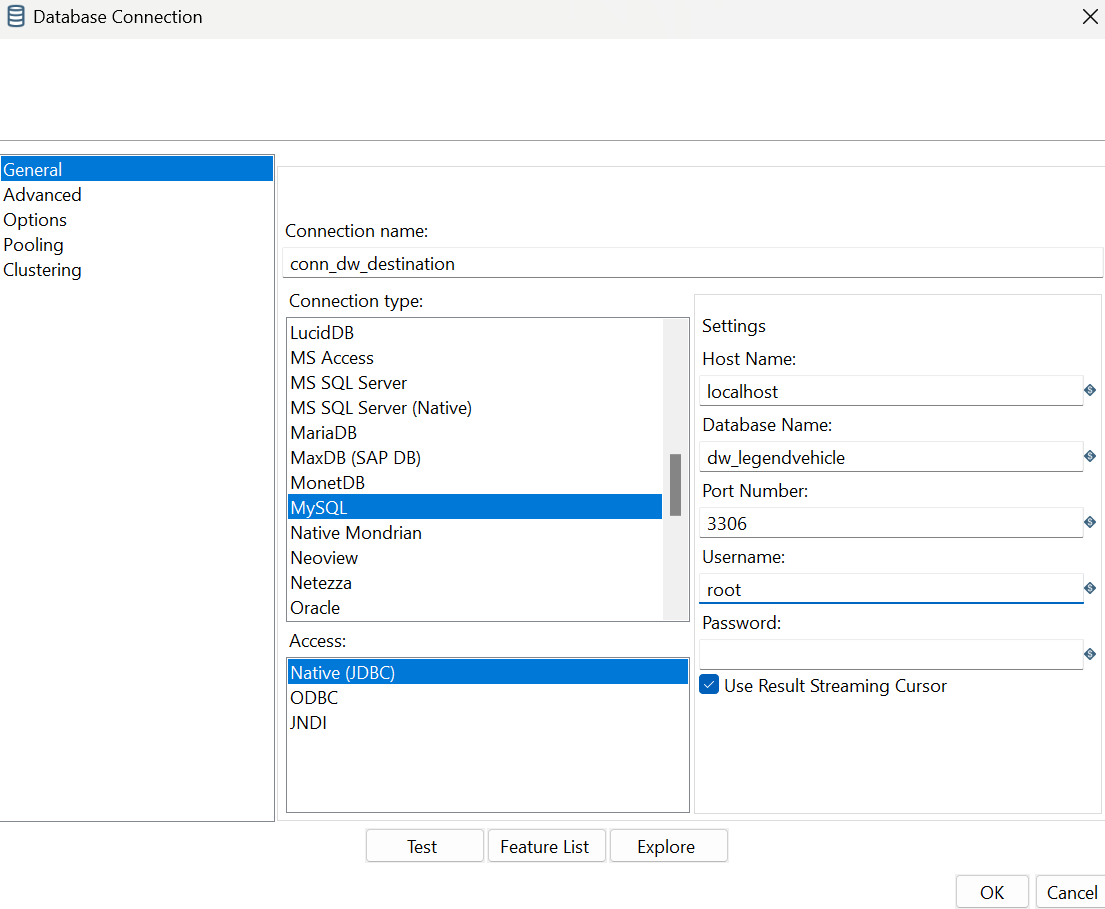 Database Connection
General
Advanced
Options
Pooling
Clustering
Connection name:
conn_dw_destination
Connection type:
LucidDB
MS Access
MS SQL Server
MS SQL Server (Native)
MariaDB
MaxDB (SAP DB)
MonetDB
MySQL
Native Mondrian
Neoview
Netezza
Oracle
Access:
Native (JDBC)
ODBC
JNDI
Settings
Host Name:
localhost
Database Name:
dw_legendvehicle
Port Number:
3306
Username:
root
Password:
Use Result Streaming Cursor
Test
Feature List
Explore
OK
Cancel